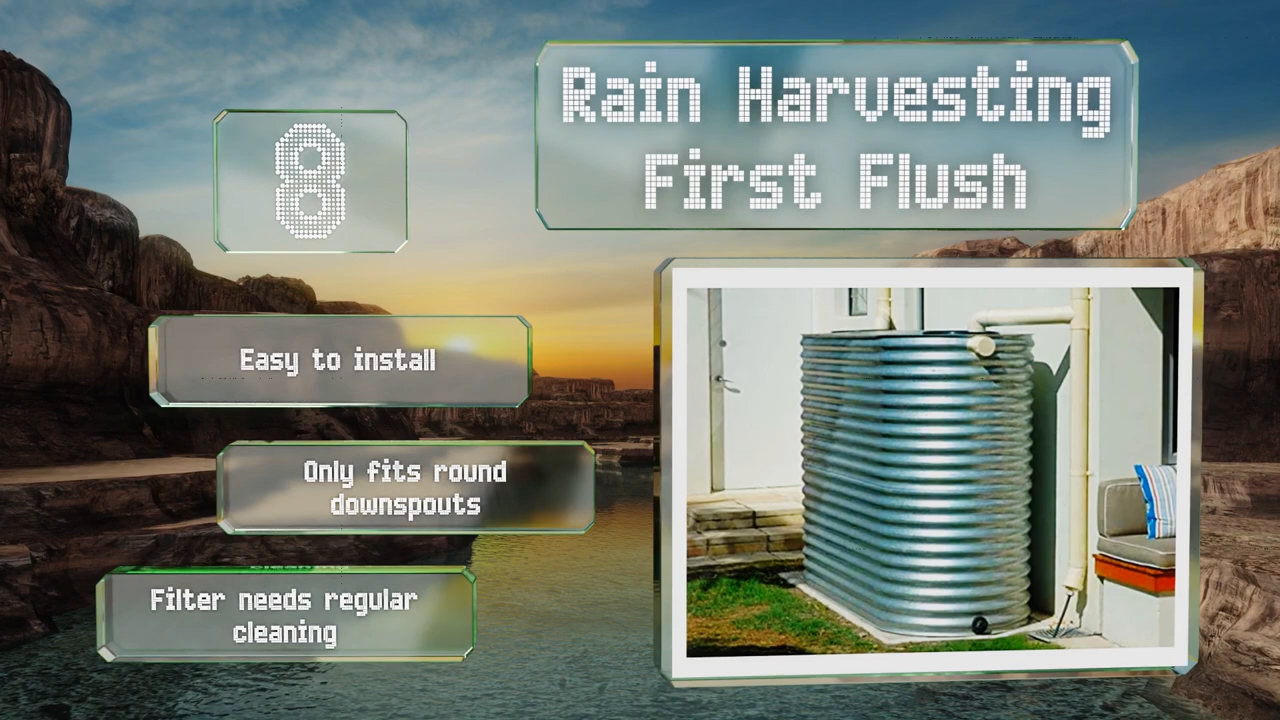 8
Rain Harvesting
First Flush
Easy to install
Only fits round
downspouts
Filter needs regular
cleaning